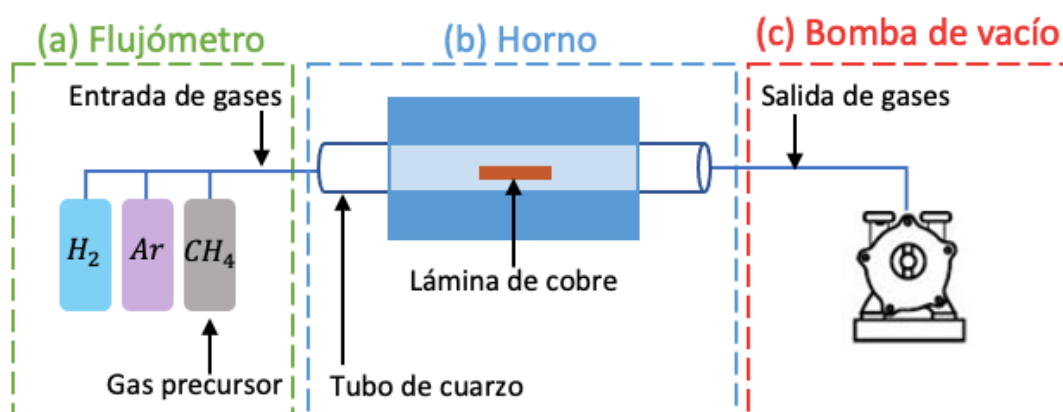 (a) Flujómetro
(b) Horno
(c) Bomba de vacío
Entrada de gases
Salida de gases
H₂
Ar
CH₄
Lámina de cobre
Gas precursor
Tubo de cuarzo